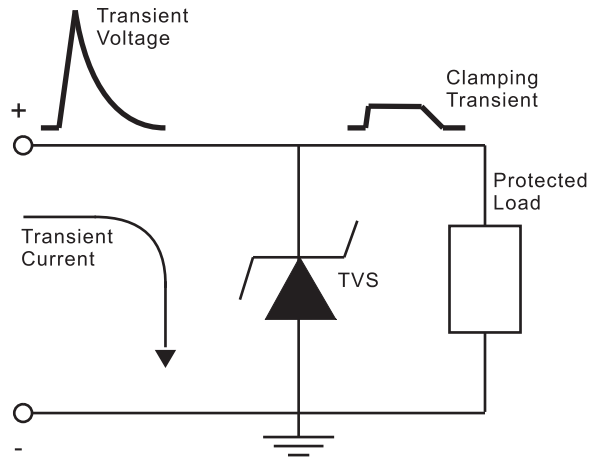 Transient
Voltage
Clamping
Transient
+
Protected
Load
Transient
Current
TVS
-